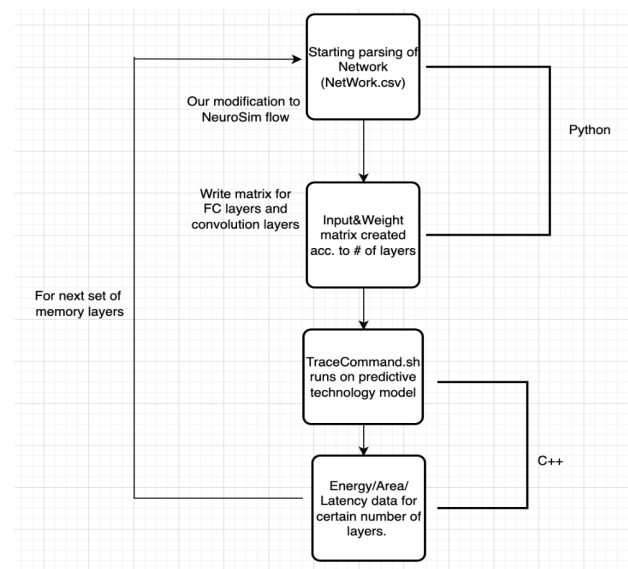 Starting parsing of
Network
(NetWork.csv)
Our modification to
NeuroSim flow
Python
Write matrix for
FC layers and
convolution layers
Input&Weight
matrix created
acc. to # of layers
For next set of
memory layers
TraceCommand.sh
runs on predictive
technology model
C++
Energy/Area/
Latency data for
certain number of
layers.